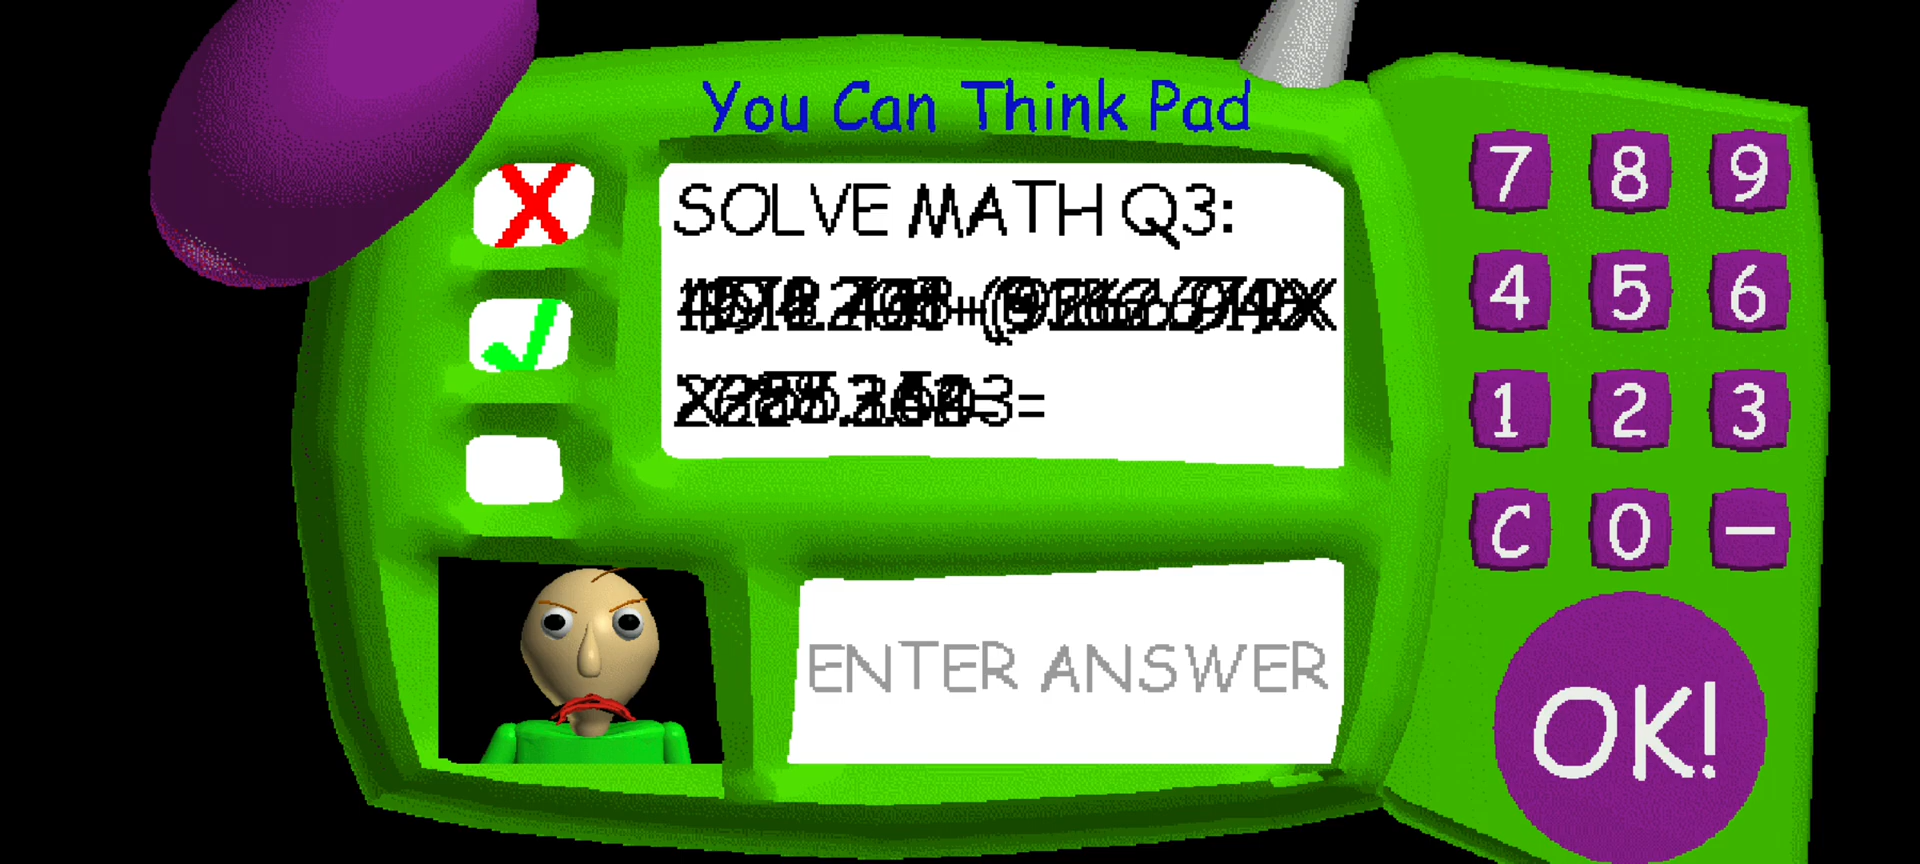 You Can Think Pad
SOLVE MATH Q3:
7 8 9
4 5 6
1 2 3
C 0 –
ENTER ANSWER
OK!